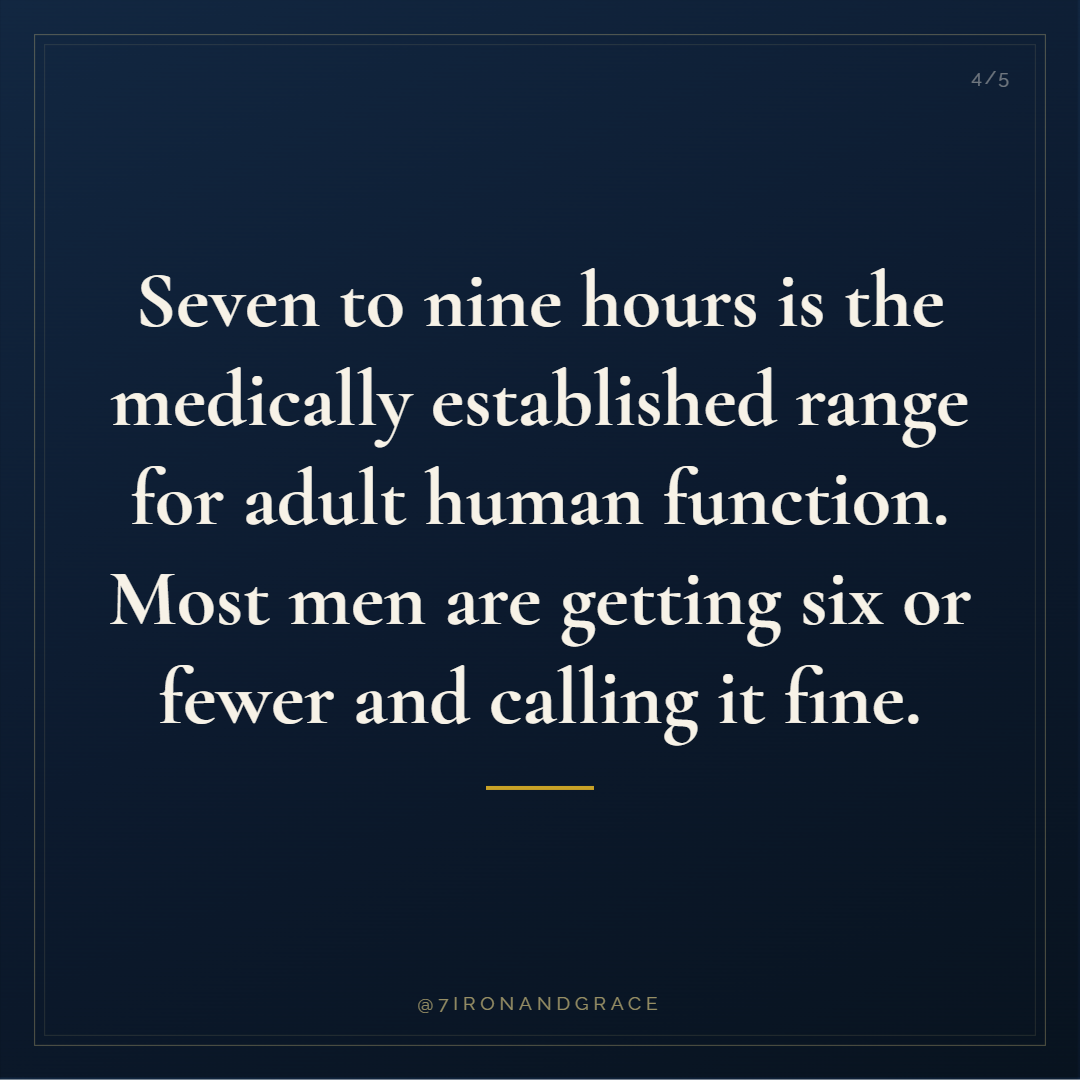 4/5
Seven to nine hours is the
medically established range
for adult human function.
Most men are getting six or
fewer and calling it fine.
@7IRONANDGRACE